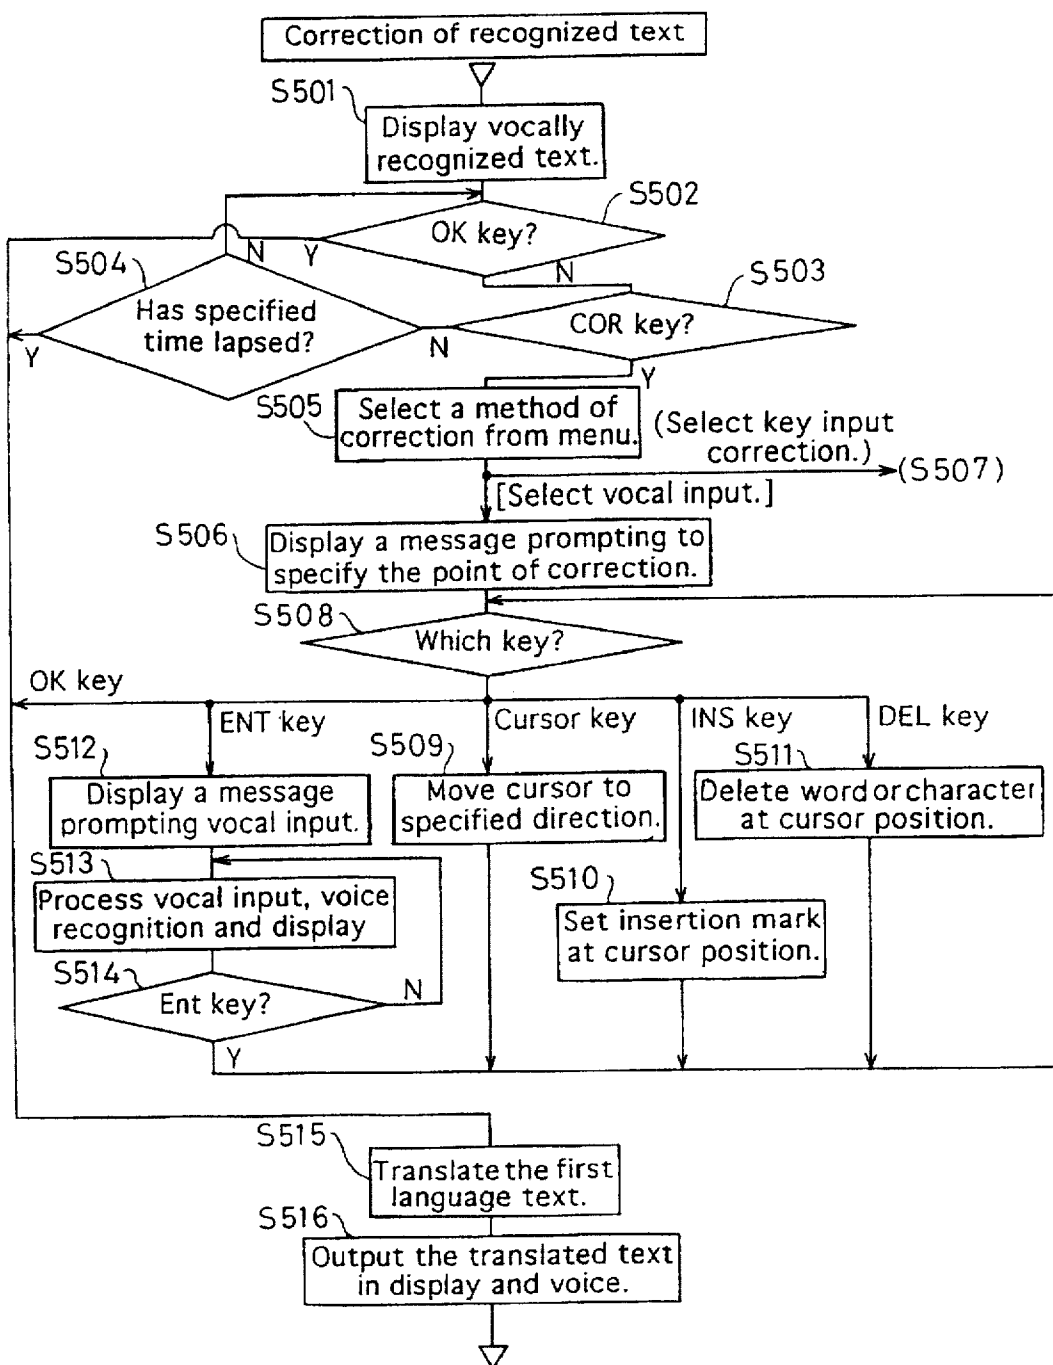 Correction of recognized text
S501
Display vocally
recognized text.
S502
OK key?
Y
N
S504
N
Has specified
time lapsed?
Y
S503
COR key?
N
Y
S505
Select a method of
correction from menu.
(Select key input
correction.)
(S507)
[Select vocal input.]
S506
Display a message prompting to
specify the point of correction.
S508
Which key?
OK key
ENT key
Cursor key
INS key
DEL key
S512
Display a message
prompting vocal input.
S509
Move cursor to
specified direction.
S511
Delete word or character
at cursor position.
S513
Process vocal input, voice
recognition and display
S510
Set insertion mark
at cursor position.
S514
Ent key?
N
Y
S515
Translate the first
language text.
S516
Output the translated text
in display and voice.